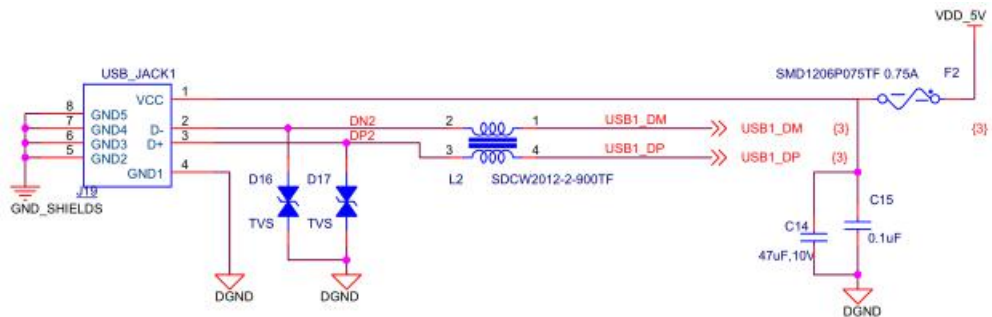 VDD_5V
USB_JACK1
SMD1206P075TF 0.75A F2
VCC 1
8 GND5
7 GND4 D- 2 DN2 2 1 USB1_DM USB1_DM (3) (3)
6 GND3 D+ 3 DP2
5 GND2 3 4 USB1_DP USB1_DP (3)
GND1 4
J19
GND_SHIELDS
D16 D17 L2 SDCW2012-2-900TF
TVS TVS
C15
C14
0.1uF
47uF,10V
DGND DGND
DGND